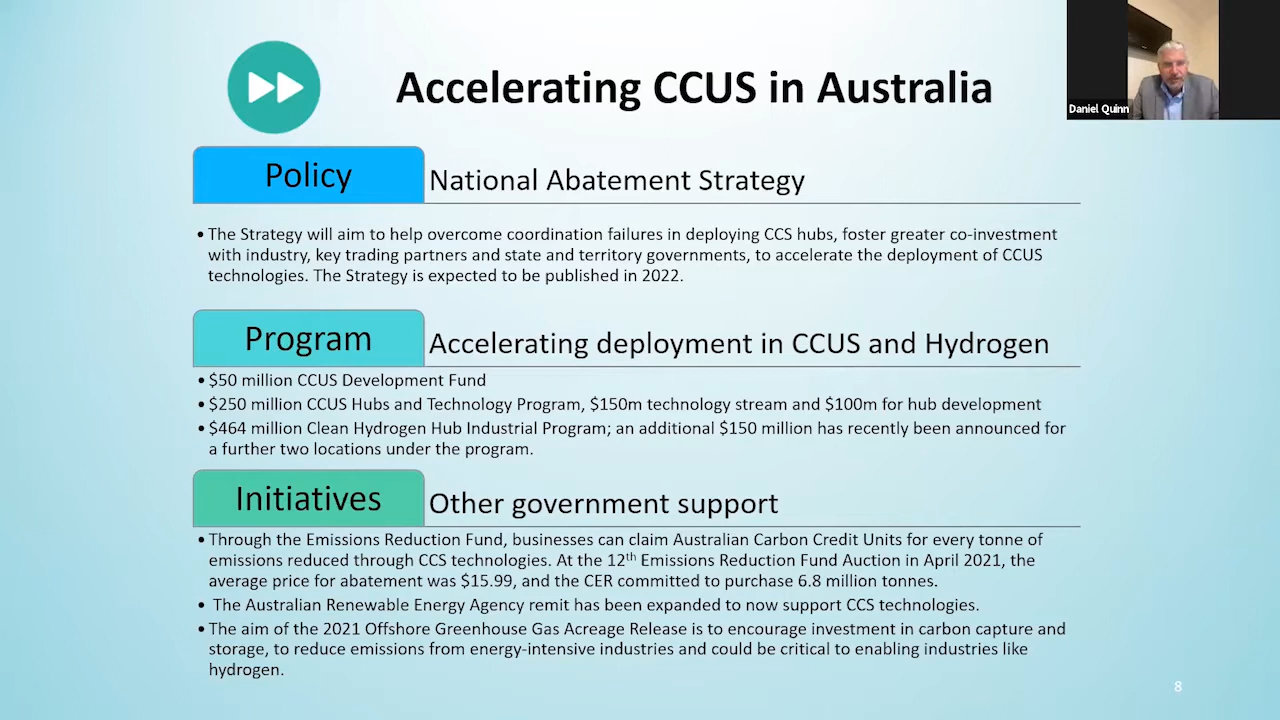 Accelerating CCUS in Australia
Daniel Quinn
Policy
National Abatement Strategy
• The Strategy will aim to help overcome coordination failures in deploying CCS hubs, foster greater co-investment
with industry, key trading partners and state and territory governments, to accelerate the deployment of CCUS
technologies. The Strategy is expected to be published in 2022.
Program
Accelerating deployment in CCUS and Hydrogen
• $50 million CCUS Development Fund
• $250 million CCUS Hubs and Technology Program, $150m technology stream and $100m for hub development
• $464 million Clean Hydrogen Hub Industrial Program; an additional $150 million has recently been announced for
a further two locations under the program.
Initiatives
Other government support
• Through the Emissions Reduction Fund, businesses can claim Australian Carbon Credit Units for every tonne of
emissions reduced through CCS technologies. At the 12th Emissions Reduction Fund Auction in April 2021, the
average price for abatement was $15.99, and the CER committed to purchase 6.8 million tonnes.
• The Australian Renewable Energy Agency remit has been expanded to now support CCS technologies.
• The aim of the 2021 Offshore Greenhouse Gas Acreage Release is to encourage investment in carbon capture and
storage, to reduce emissions from energy-intensive industries and could be critical to enabling industries like
hydrogen.
8